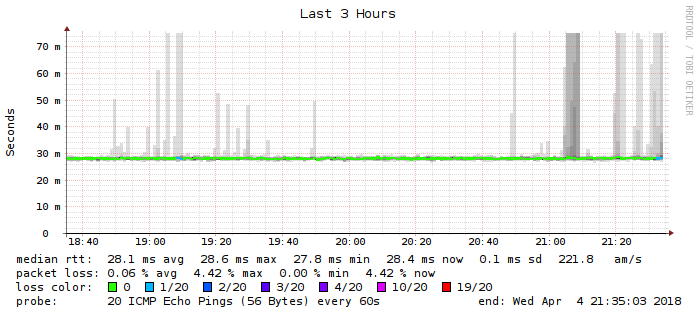 Last 3 Hours
RRDTOOL / TOBI OETIKER
Seconds
70 m
60 m
50 m
40 m
30 m
20 m
10 m
0
18:40 19:00 19:20 19:40 20:00 20:20 20:40 21:00 21:20
median rtt: 28.1 ms avg 28.6 ms max 27.8 ms min 28.4 ms now 0.1 ms sd 221.8 am/s
packet loss: 0.06 % avg 4.42 % max 0.00 % min 4.42 % now
loss color: 0 1/20 2/20 3/20 4/20 10/20 19/20
probe: 20 ICMP Echo Pings (56 Bytes) every 60s end: Wed Apr 4 21:35:03 2018